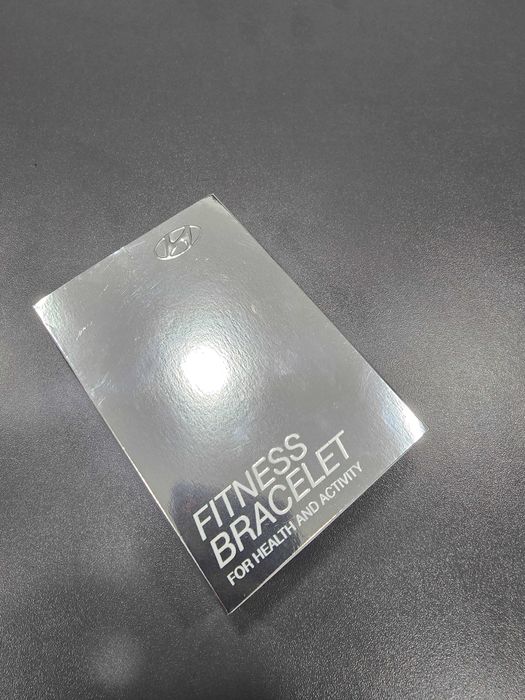 FITNESS
BRACELET
FOR HEALTH AND ACTIVITY